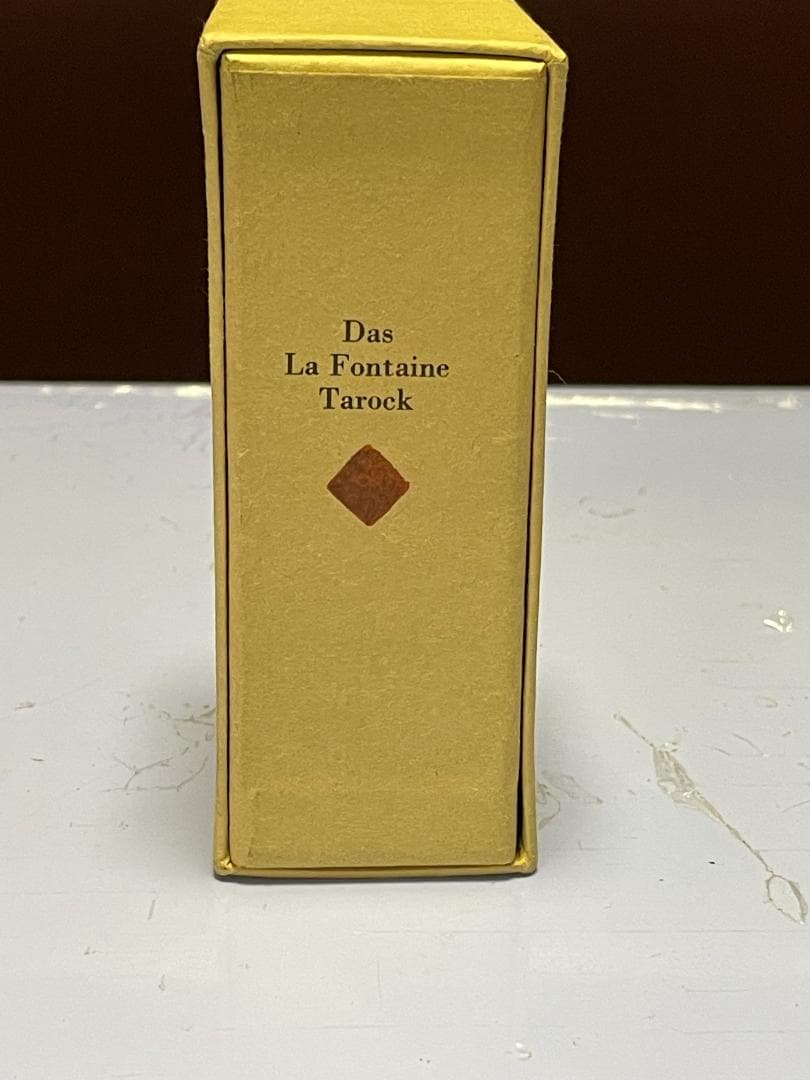 Das
La Fontaine
Tarock